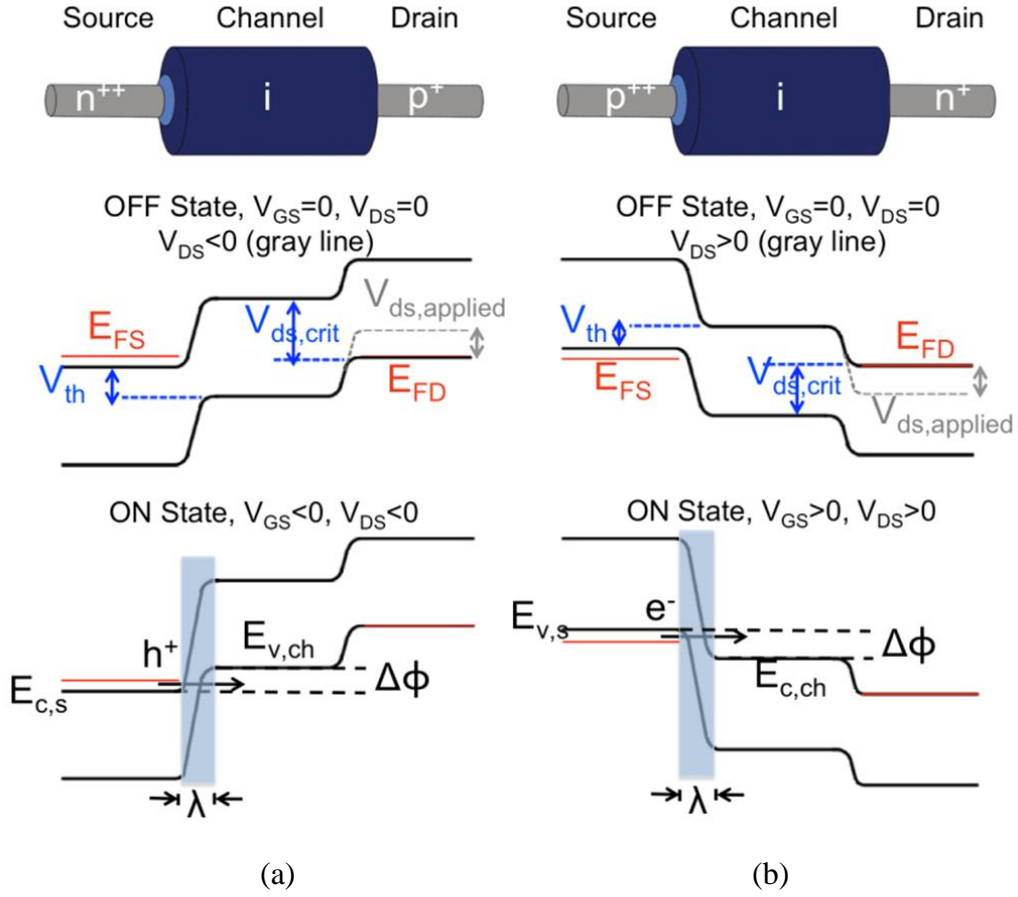 Source Channel Drain
n++ i p+
OFF State, VGS=0, VDS=0
VDS<0 (gray line)
EFS
Vth
Vds,crit
Vds,applied
EFD
ON State, VGS<0, VDS<0
h+
Ev,ch
Ec,s
Δϕ
λ
(a)
Source Channel Drain
p++ i n+
OFF State, VGS=0, VDS=0
VDS>0 (gray line)
Vth
EFS
Vds,crit
EFD
Vds,applied
ON State, VGS>0, VDS>0
e-
Ev,s
Δϕ
Ec,ch
λ
(b)